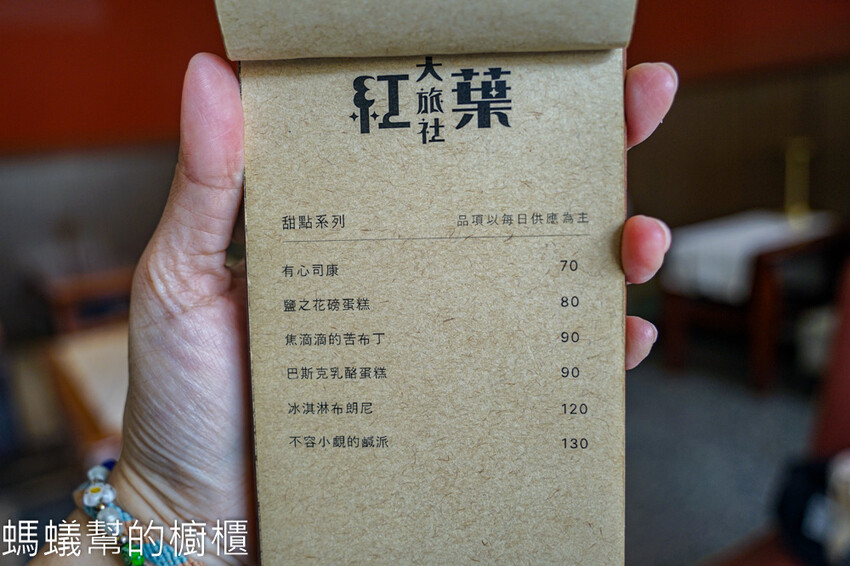 紅大旅社葉
甜點系列 品項以每日供應為主
有心司康 70
鹽之花磅蛋糕 80
焦滴滴的苦布丁 90
巴斯克乳酪蛋糕 90
冰淇淋布朗尼 120
不容小覷的鹹派 130
螞蟻幫的櫥櫃